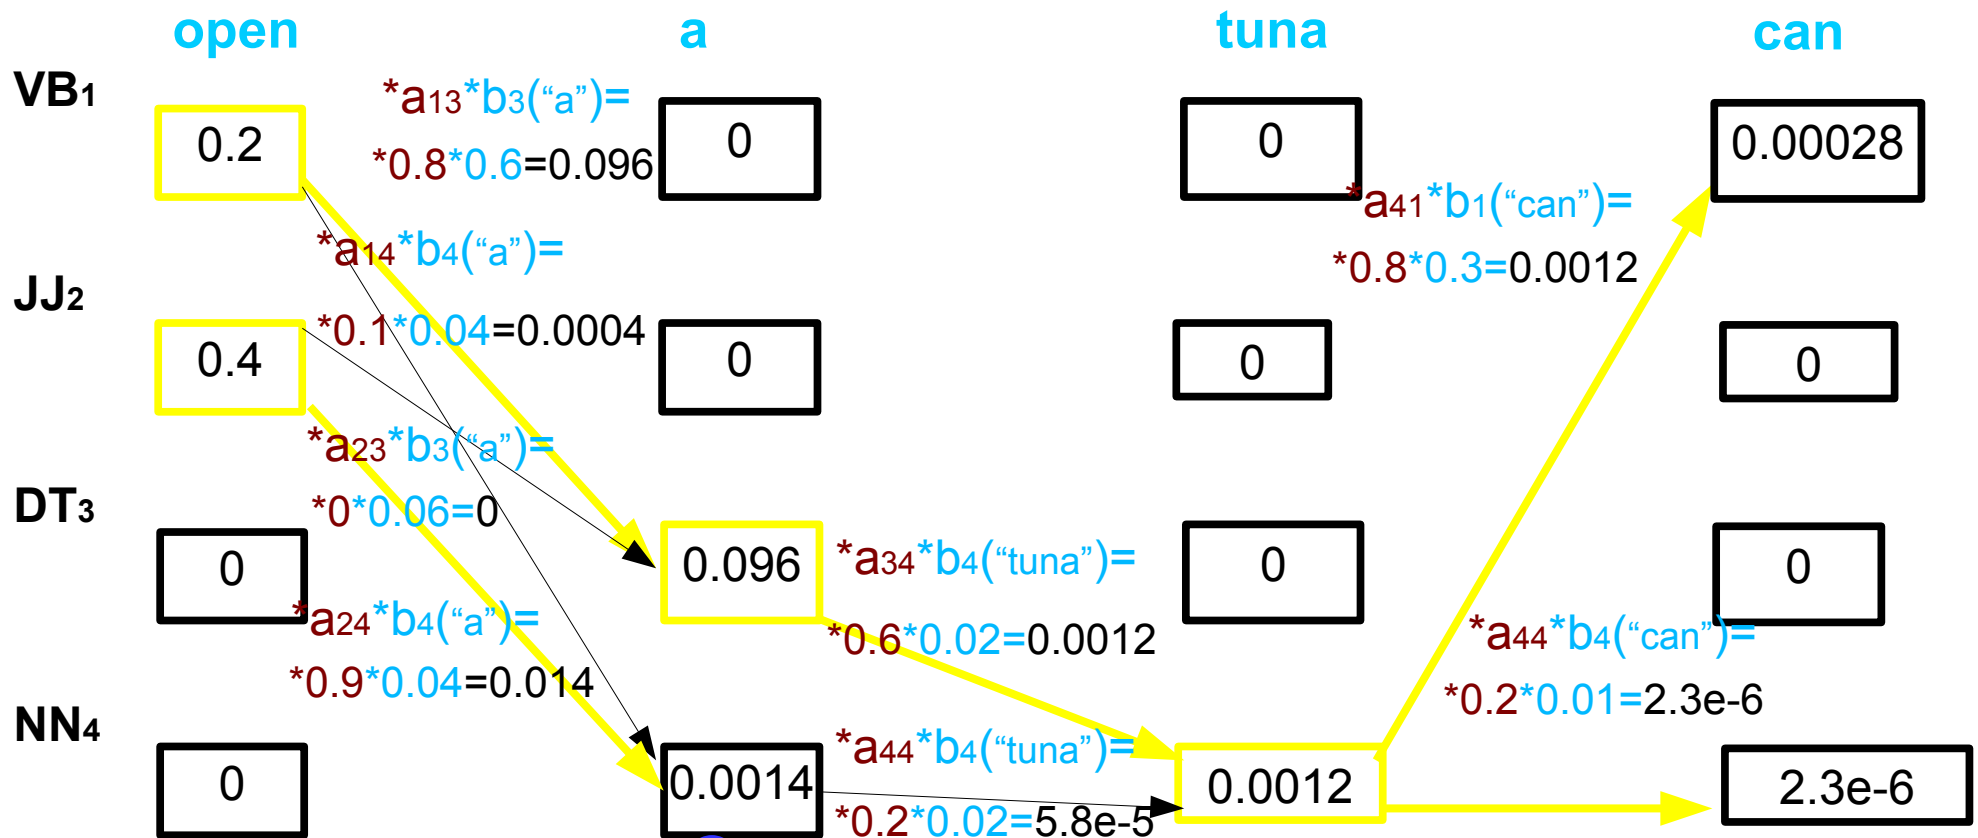 open a tuna can
VB1
*a13*b3(“a”)=
0.2
0
0
0.00028
*0.8*0.6=0.096
*a41*b1(“can”)=
*a14*b4(“a”)=
*0.8*0.3=0.0012
JJ2
*0.1*0.04=0.0004
0.4
0
0
0
*a23*b3(“a”)=
DT3
*0*0.06=0
0
0.096
*a34*b4(“tuna”)=
0
0
*a24*b4(“a”)=
*0.6*0.02=0.0012
*a44*b4(“can”)=
*0.9*0.04=0.014
*0.2*0.01=2.3e-6
NN4
*a44*b4(“tuna”)=
0
0.0014
0.0012
2.3e-6
*0.2*0.02=5.8e-5